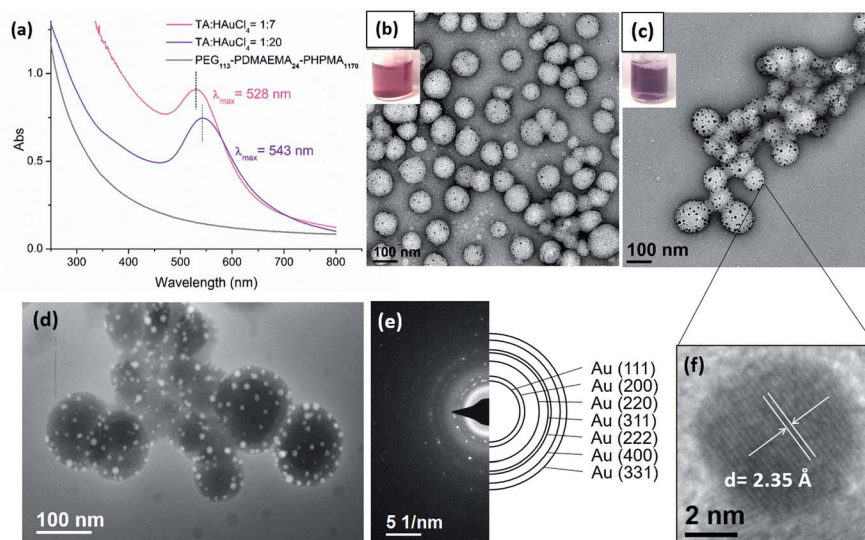 (a)
TA:HAuCl4= 1:7
TA:HAuCl4= 1:20
PEG113-PDMAEMA24-PHPMA1170
λmax= 528 nm
λmax= 543 nm
1.0
0.5
0.0
Abs
300
400
500
600
700
800
Wavelength (nm)
(b)
100 nm
(c)
100 nm
(d)
100 nm
(e)
5 1/nm
Au (111)
Au (200)
Au (220)
Au (311)
Au (222)
Au (400)
Au (331)
(f)
d= 2.35 Å
2 nm